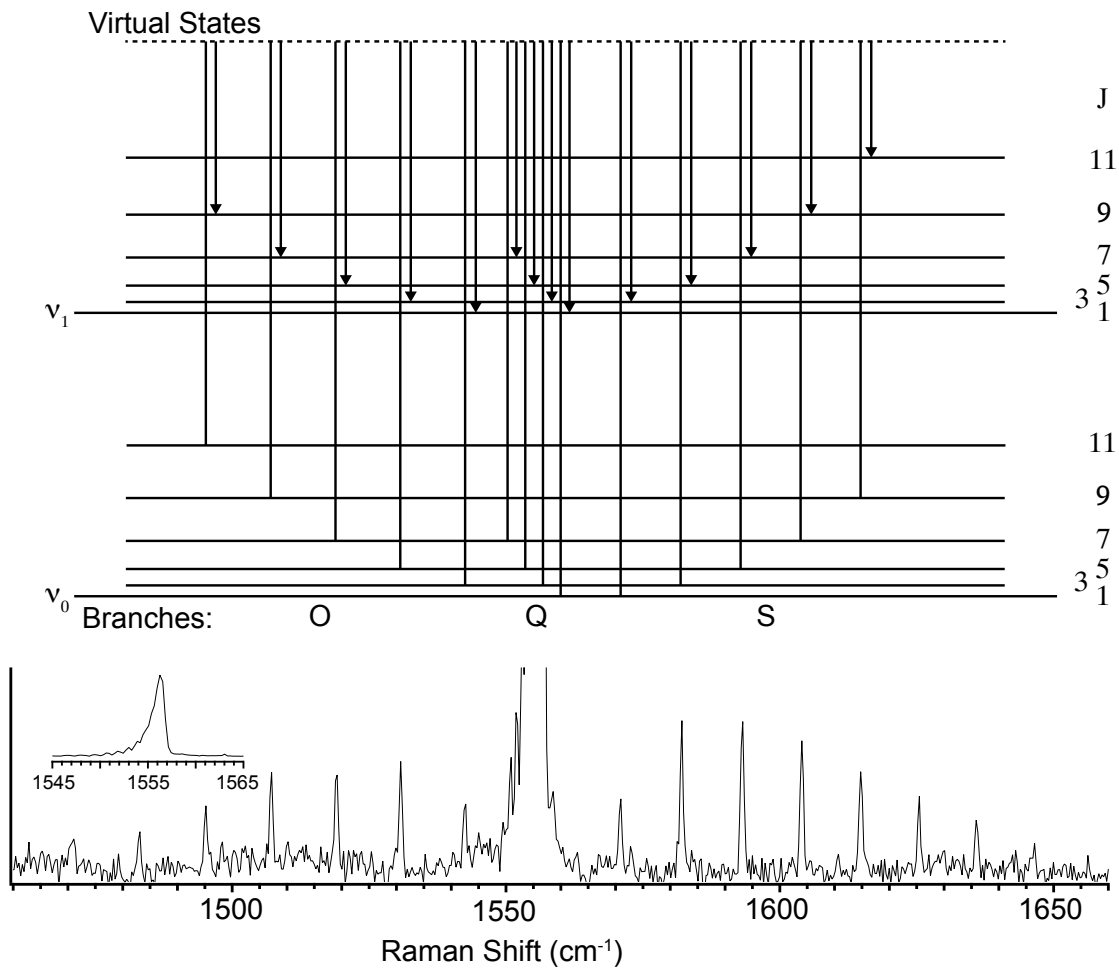 Virtual States
J
11
9
7
5
3
1
ν₁
11
9
7
5
3
1
ν₀
Branches: O Q S
1545 1555 1565
1500 1550 1600 1650
Raman Shift (cm⁻¹)